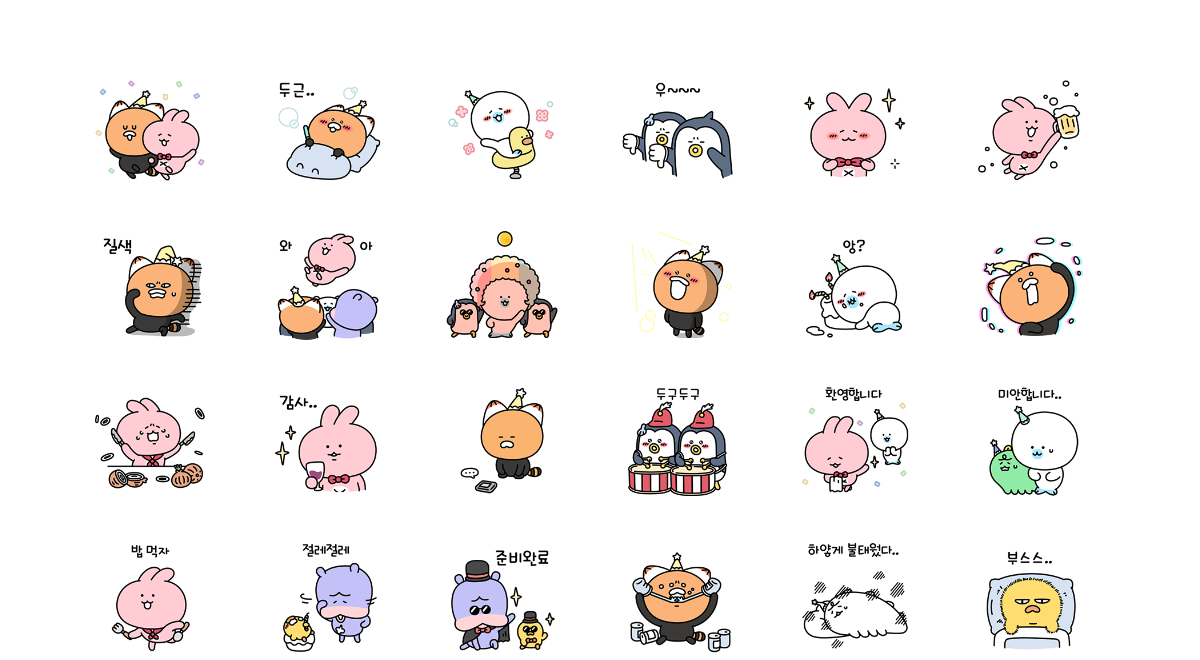 두근..
우~~~
질색
와 아
앙?
감사..
두구두구
환영합니다
미안합니다..
밥 먹자
절레절레
준비완료
하얗게 불태웠다..
부스스..